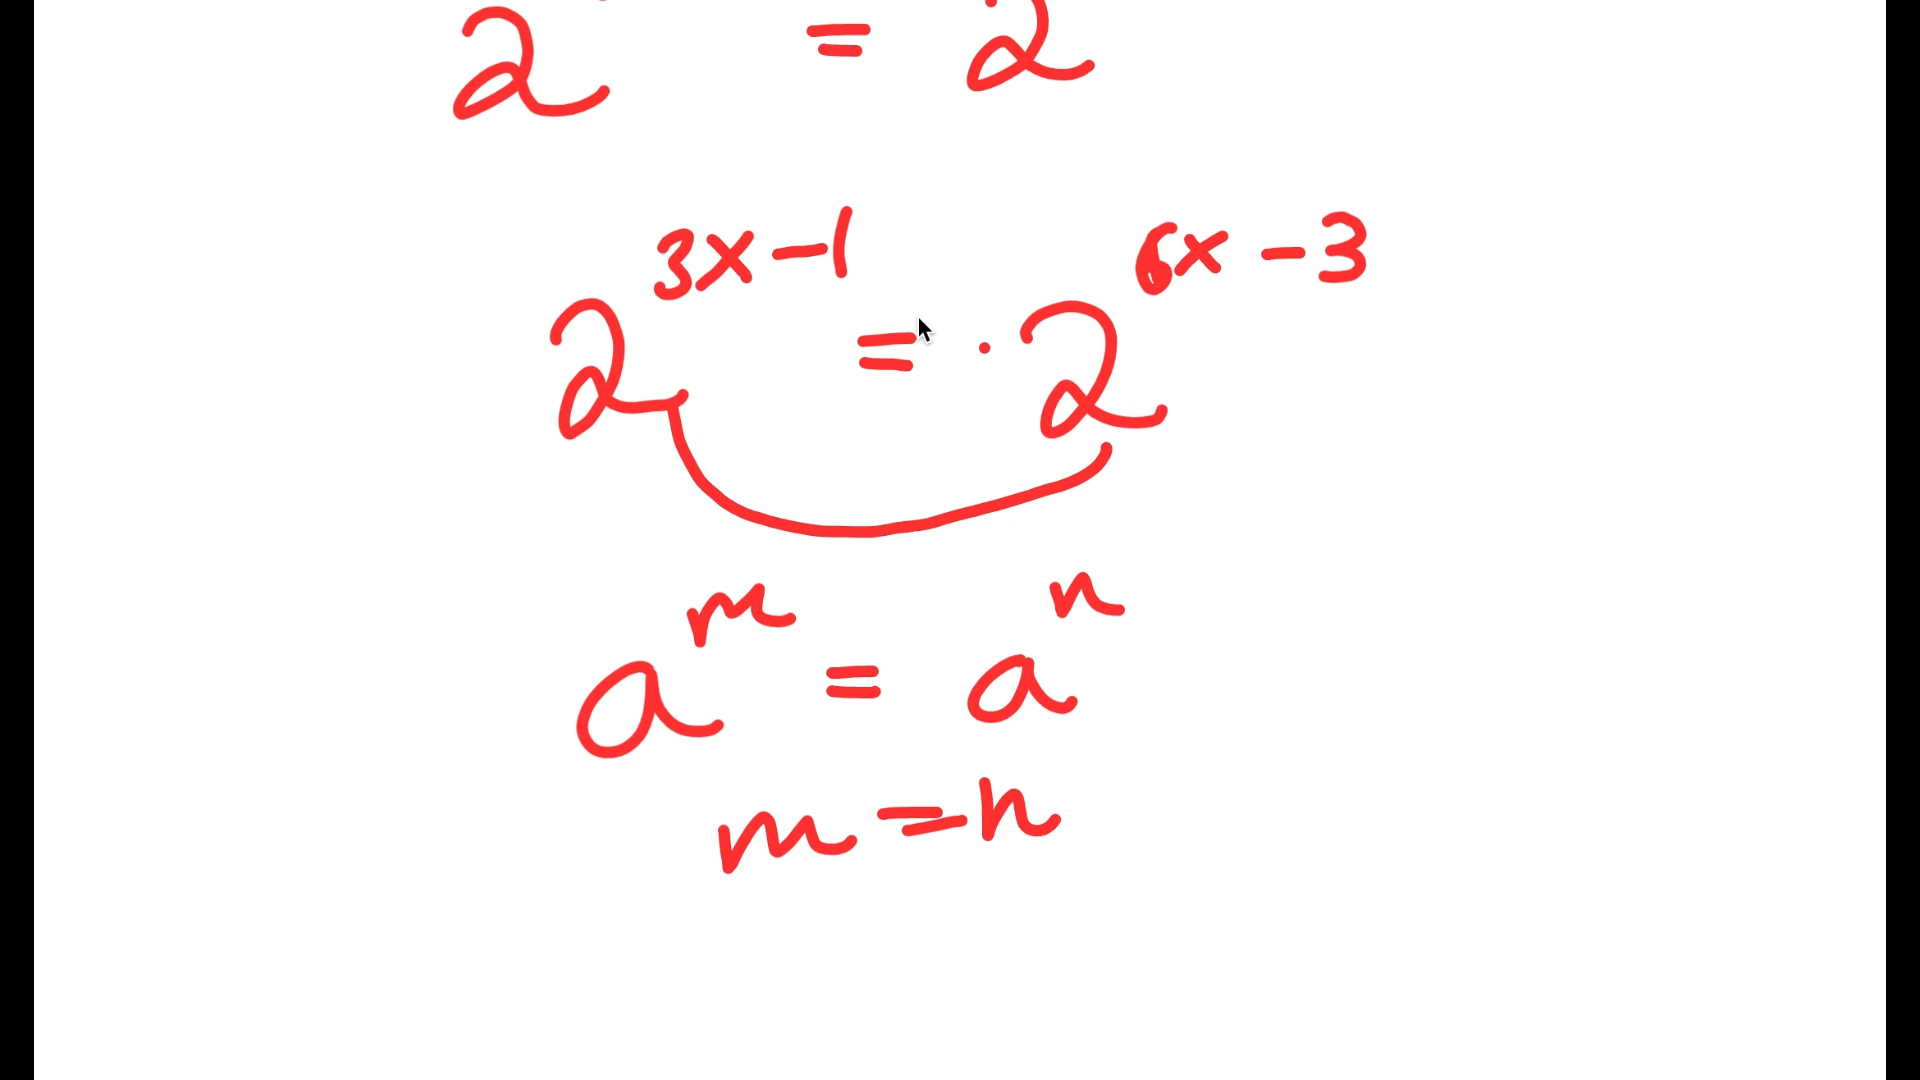 2 = 2
2^{3x-1} = · 2^{6x-3}
a^m = a^n
m = n